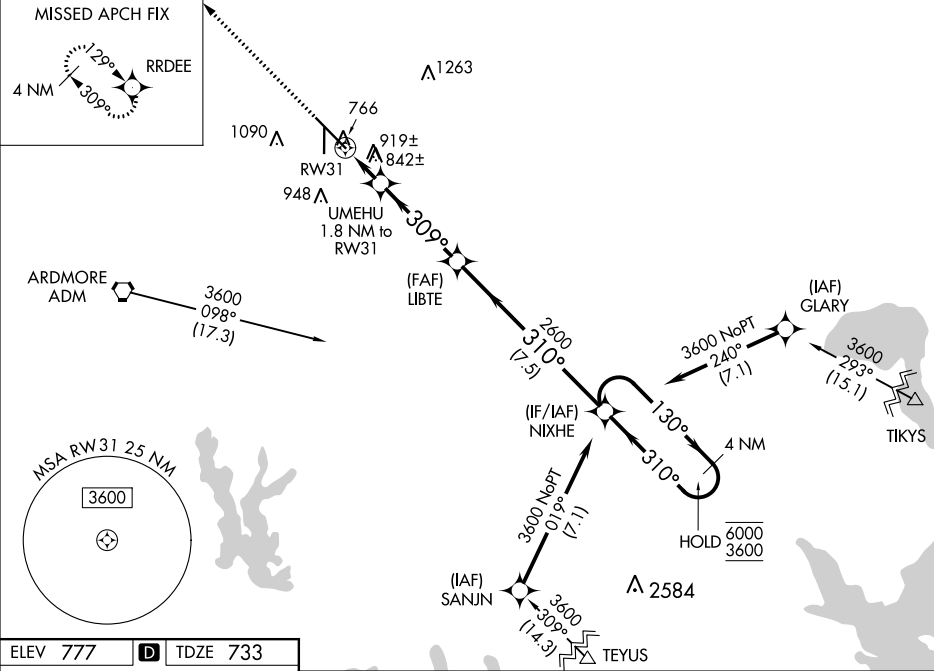 MISSED APCH FIX
129°
RRDEE
4 NM
309°
1263
766
1090
919±
842±
RW31
948
UMEHU
1.8 NM to
RW31
309°
ARDMORE
ADM
3600
098°
(17.3)
(FAF)
LIBTE
(IAF)
GLARY
2600
310°
(7.5)
3600 NoPT
240°
(7.1)
3600
293°
(15.1)
TIKYS
(IF/IAF)
NIXHE
130°
310°
4 NM
MSA RW31 25 NM
3600
3600 NoPT
019°
(7.1)
HOLD 6000
3600
(IAF)
SANJN
2584
3600
309°
(14.3)
TEYUS
ELEV 777 D TDZE 733